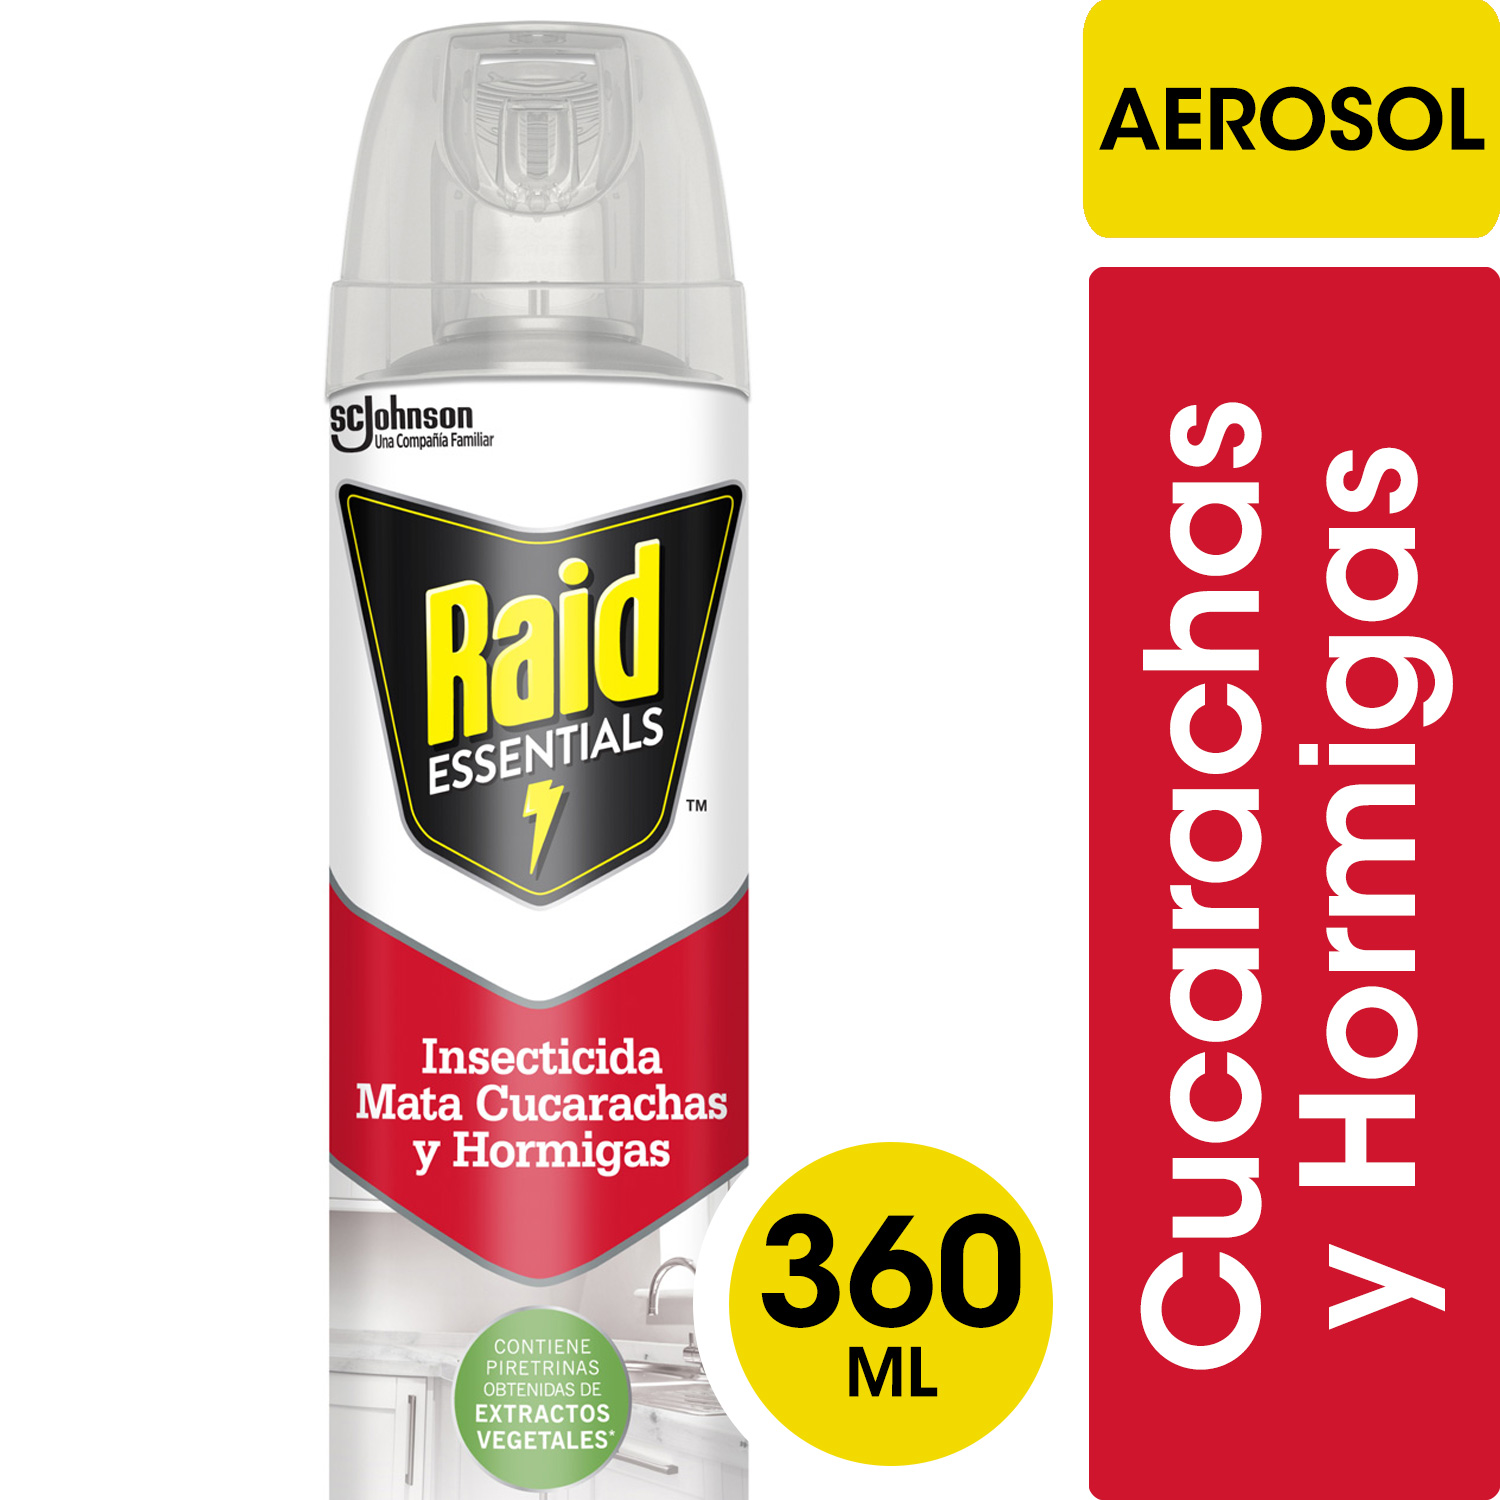 AEROSOL
Cucarachas
y Hormigas
SCJohnson
Una Compañía Familiar
Raid
ESSENTIALS
TM
Insecticida
Mata Cucarachas
y Hormigas
360
ML
CONTIENE
PIRETRINAS
OBTENIDAS DE
EXTRACTOS
VEGETALES*